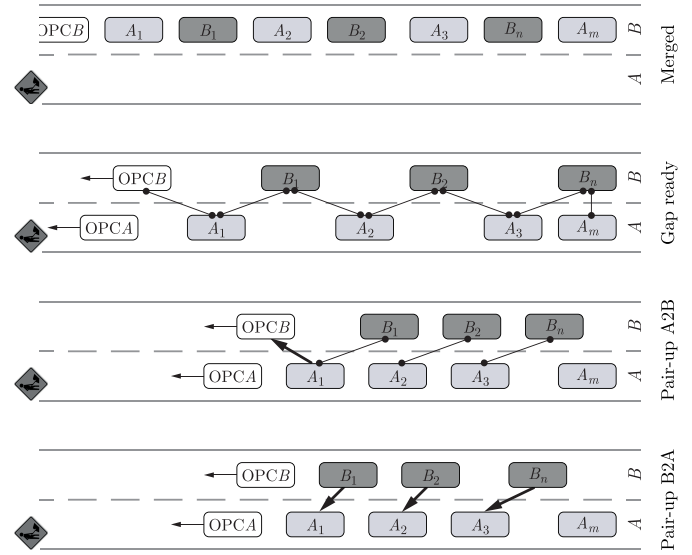 OPCB A₁ B₁ A₂ B₂ A₃ Bₙ Aₘ B
A
Merged
OPCB B₁ B₂ Bₙ B
OPCA A₁ A₂ A₃ Aₘ A
Gap ready
OPCB B₁ B₂ Bₙ B
OPCA A₁ A₂ A₃ Aₘ A
Pair-up A2B
OPCB B₁ B₂ Bₙ B
OPCA A₁ A₂ A₃ Aₘ A
Pair-up B2A